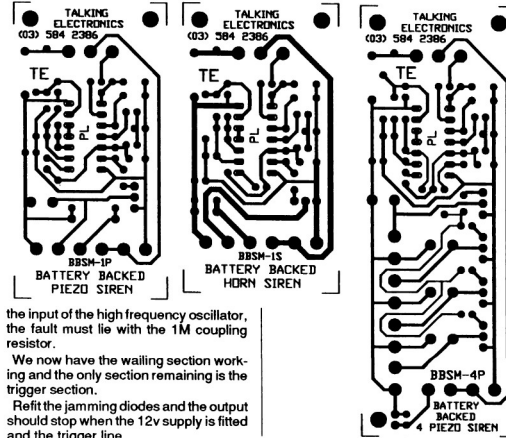 TALKING
ELECTRONICS
(03) 584 2386
TE
PL
BBSM-1P
BATTERY BACKED
PIEZO SIREN
TALKING
ELECTRONICS
(03) 584 2386
TE
PL
BBSM-1S
BATTERY BACKED
HORN SIREN
TALKING
ELECTRONICS
(03) 584 2386
TE
PL
BBSM-4P
BATTERY
BACKED
4 PIEZO SIREN
the input of the high frequency oscillator,
the fault must lie with the 1M coupling
resistor.
We now have the wailing section work-
ing and the only section remaining is the
trigger section.
Refit the jamming diodes and the output
should stop when the 12v supply is fitted
and the trigger line